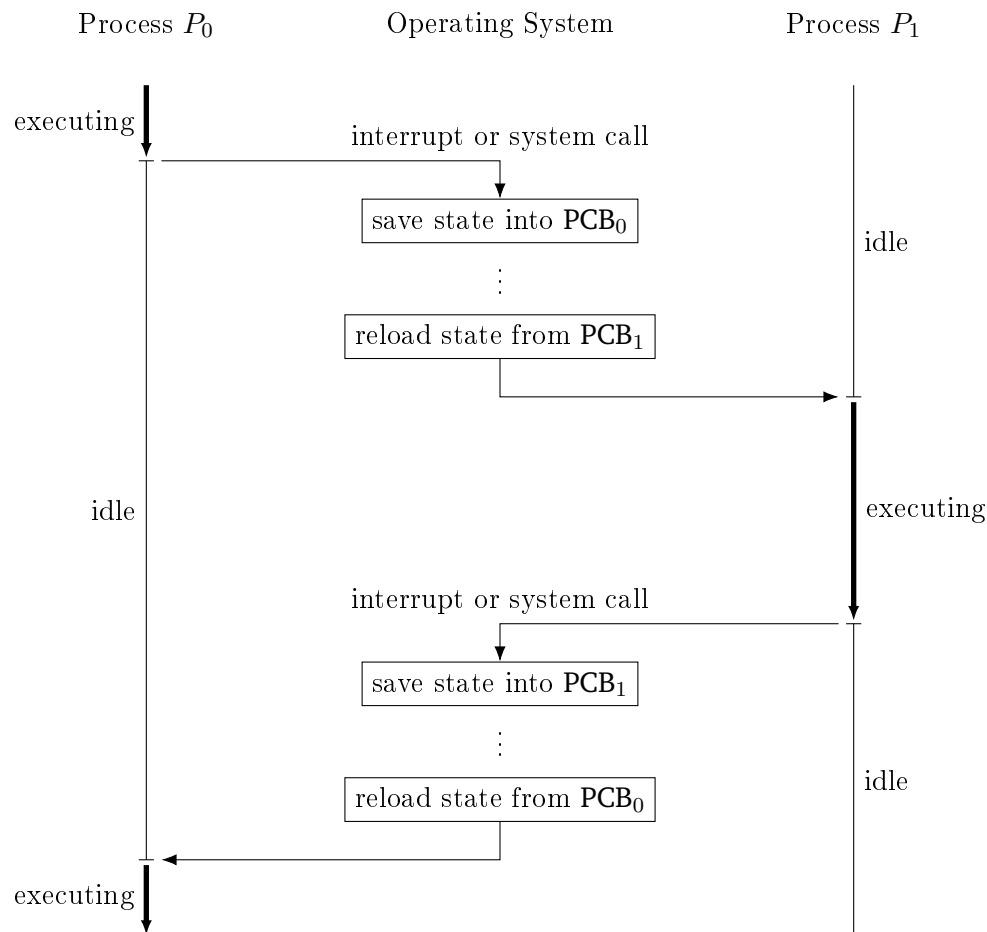 Process P₀ Operating System Process P₁
executing
interrupt or system call
save state into PCB₀
idle
⋮
reload state from PCB₁
idle
executing
interrupt or system call
save state into PCB₁
⋮
idle
reload state from PCB₀
executing